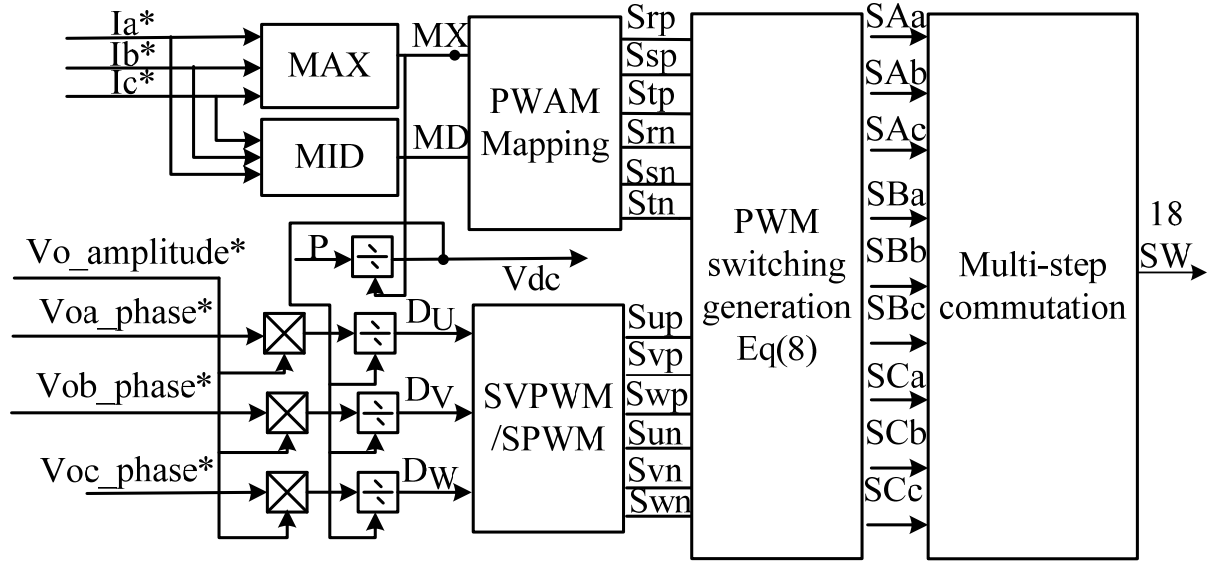 Ia*
Ib*
Ic*
MAX
MID
MX
MD
PWAM
Mapping
Srp
Ssp
Stp
Srn
Ssn
Stn
P
÷
Vdc
Vo_amplitude*
Voa_phase*
Vob_phase*
Voc_phase*
÷
÷
÷
DU
DV
DW
SVPWM
/SPWM
Sup
Svp
Swp
Sun
Svn
Swn
PWM
switching
generation
Eq(8)
SAa
SAb
SAc
SBa
SBb
SBc
SCa
SCb
SCc
Multi-step
commutation
18
SW